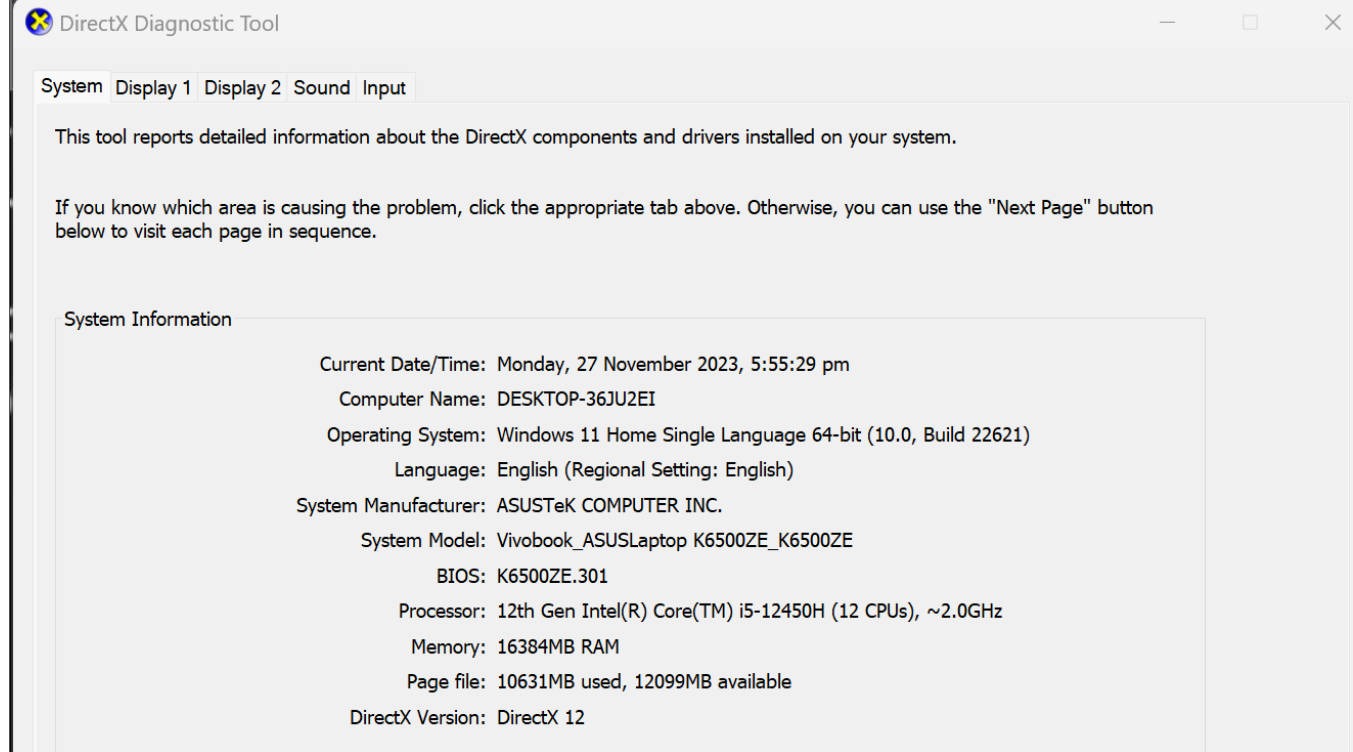 DirectX Diagnostic Tool
System Display 1 Display 2 Sound Input
This tool reports detailed information about the DirectX components and drivers installed on your system.
If you know which area is causing the problem, click the appropriate tab above. Otherwise, you can use the "Next Page" button
below to visit each page in sequence.
System Information
Current Date/Time: Monday, 27 November 2023, 5:55:29 pm
Computer Name: DESKTOP-36JU2EI
Operating System: Windows 11 Home Single Language 64-bit (10.0, Build 22621)
Language: English (Regional Setting: English)
System Manufacturer: ASUSTeK COMPUTER INC.
System Model: Vivobook_ASUSLaptop K6500ZE_K6500ZE
BIOS: K6500ZE.301
Processor: 12th Gen Intel(R) Core(TM) i5-12450H (12 CPUs), ~2.0GHz
Memory: 16384MB RAM
Page file: 10631MB used, 12099MB available
DirectX Version: DirectX 12